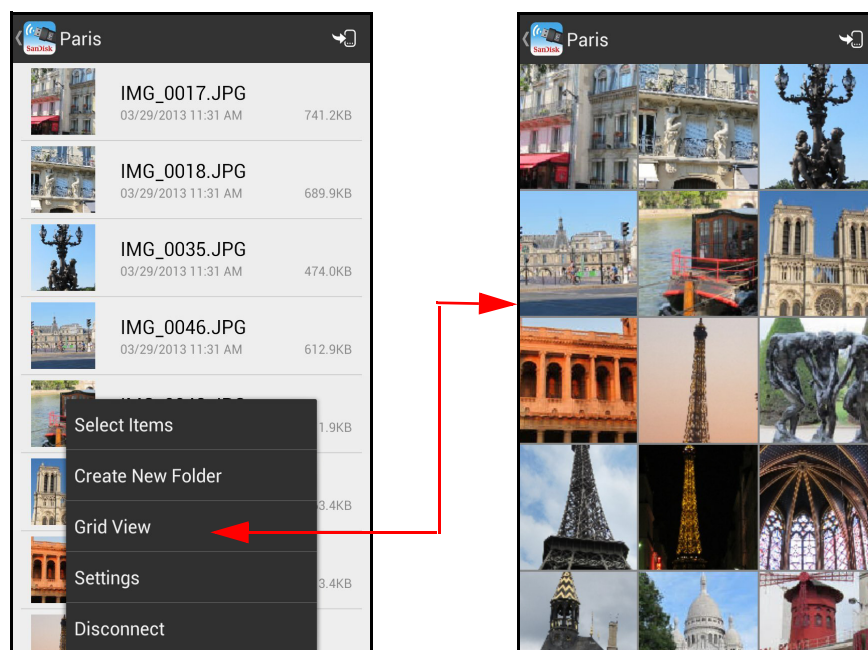 SanDisk
Paris
IMG_0017.JPG
03/29/2013 11:31 AM 741.2KB
IMG_0018.JPG
03/29/2013 11:31 AM 689.9KB
IMG_0035.JPG
03/29/2013 11:31 AM 474.0KB
IMG_0046.JPG
03/29/2013 11:31 AM 612.9KB
1.9KB
3.4KB
3.4KB
Select Items
Create New Folder
Grid View
Settings
Disconnect
SanDisk
Paris